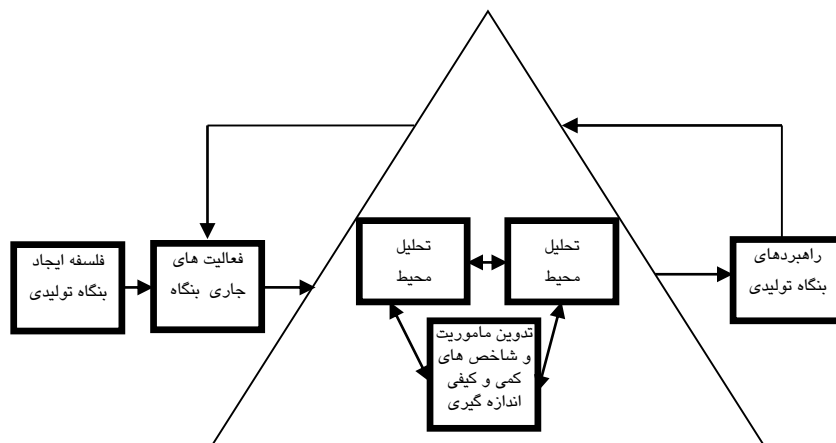 راهبردهای
بنگاه تولیدی
تحلیل
محیط
تحلیل
محیط
تدوین ماموریت
و شاخص های
کمی و کیفی
اندازه گیری
فعالیت های
جاری بنگاه
فلسفه ایجاد
بنگاه تولیدی